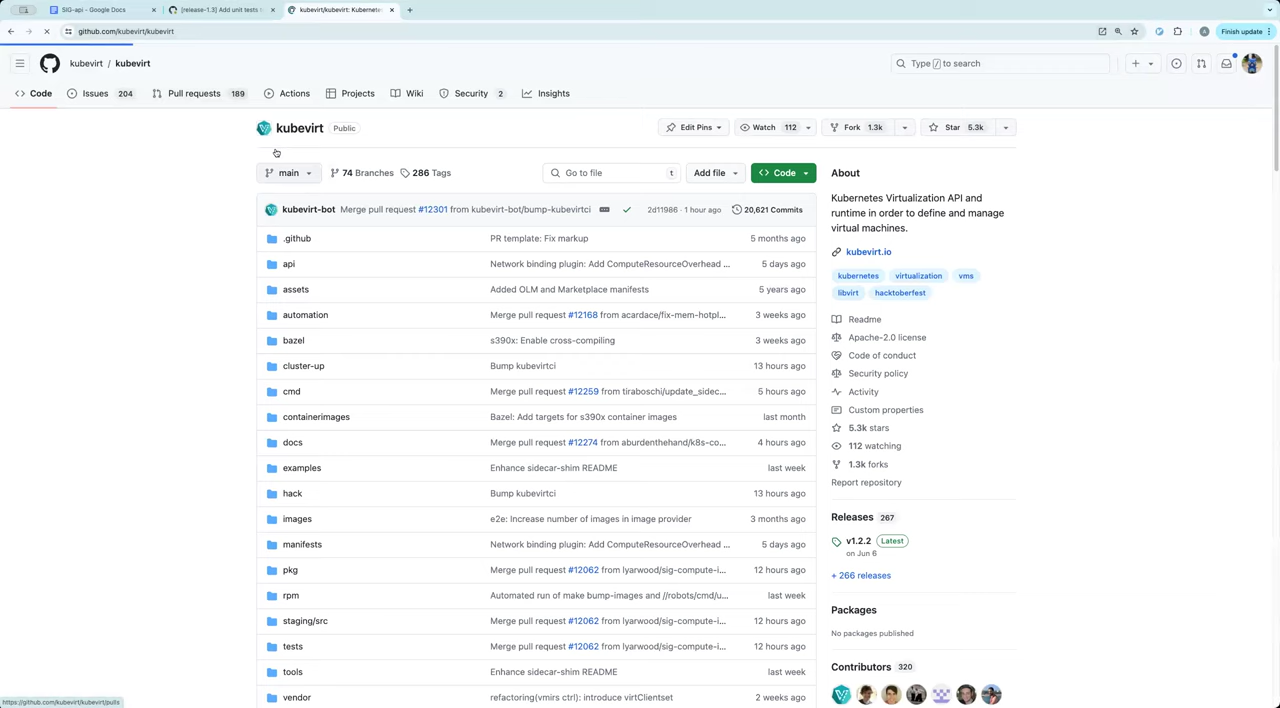 SIG-api - Google Docs
[release-1.3] Add unit tests t
kubevirt/kubevirt: Kubernete
github.com/kubevirt/kubevirt
Finish update
kubevirt / kubevirt
Type / to search
Code
Issues 204
Pull requests 189
Actions
Projects
Wiki
Security 2
Insights
kubevirt Public
Edit Pins
Watch 112
Fork 1.3k
Star 5.3k
main
74 Branches
286 Tags
Go to file t
Add file
Code
kubevirt-bot Merge pull request #12301 from kubevirt-bot/bump-kubevirtci 2d11986 · 1 hour ago 20,621 Commits
.github PR template: Fix markup 5 months ago
api Network binding plugin: Add ComputeResourceOverhead ... 5 days ago
assets Added OLM and Marketplace manifests 5 years ago
automation Merge pull request #12168 from acardace/fix-mem-hotpl... 3 weeks ago
bazel s390x: Enable cross-compiling 3 weeks ago
cluster-up Bump kubevirtci 13 hours ago
cmd Merge pull request #12259 from tiraboschi/update_sidec... 5 hours ago
containerimages Bazel: Add targets for s390x container images last month
docs Merge pull request #12274 from aburdenthehand/k8s-co... 4 hours ago
examples Enhance sidecar-shim README last week
hack Bump kubevirtci 13 hours ago
images e2e: Increase number of images in image provider 3 months ago
manifests Network binding plugin: Add ComputeResourceOverhead ... 5 days ago
pkg Merge pull request #12062 from lyarwood/sig-compute-i... 12 hours ago
rpm Automated run of make bump-images and //robots/cmd/u... last week
staging/src Merge pull request #12062 from lyarwood/sig-compute-i... 12 hours ago
tests Merge pull request #12062 from lyarwood/sig-compute-i... 12 hours ago
tools Enhance sidecar-shim README last week
vendor refactoring(vmirs ctrl): introduce virtClientset 2 weeks ago
About
Kubernetes Virtualization API and
runtime in order to define and manage
virtual machines.
kubevirt.io
kubernetes virtualization vms
libvirt hacktoberfest
Readme
Apache-2.0 license
Code of conduct
Security policy
Activity
Custom properties
5.3k stars
112 watching
1.3k forks
Report repository
Releases 267
v1.2.2 Latest
on Jun 6
+ 266 releases
Packages
No packages published
Contributors 320
https://github.com/kubevirt/kubevirt/pulls